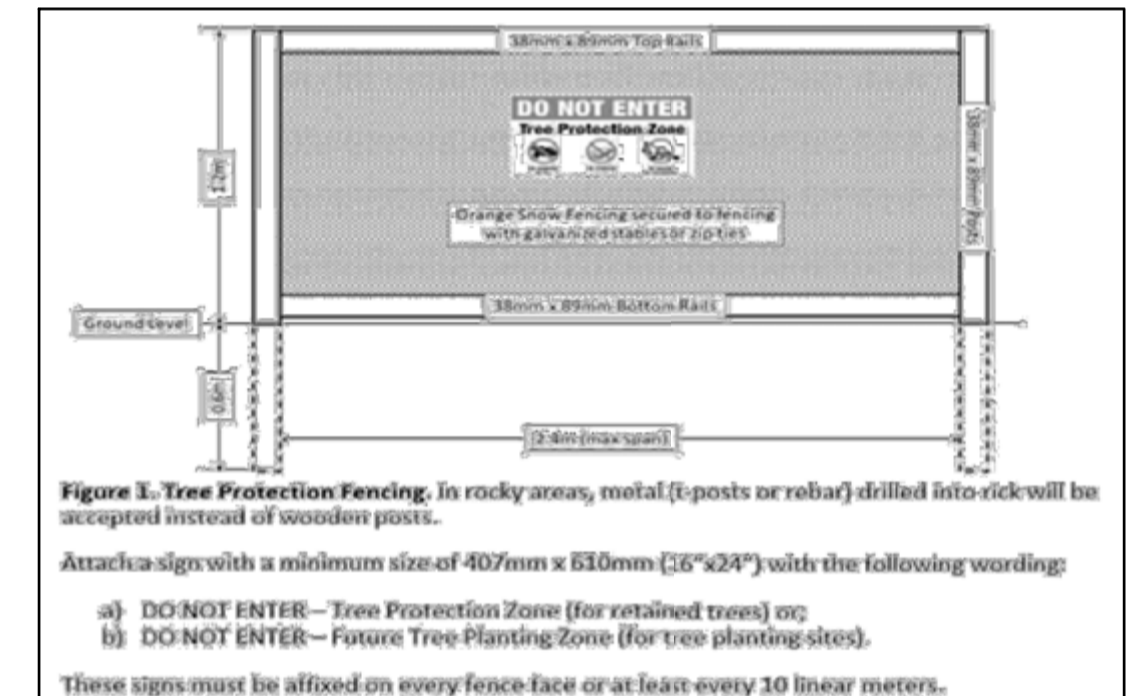 38mm x 89mm Top Rails
DO NOT ENTER
Tree Protection Zone
1.2m
38mm x 89mm Posts
Orange Snow Fencing secured to fencing
with galvanized stables or zip ties
38mm x 89mm Bottom Rails
Ground Level
0.6m
2.4m (max span)
Figure 1. Tree Protection Fencing. In rocky areas, metal (t-posts or rebar) drilled into rick will be
accepted instead of wooden posts.
Attach a sign with a minimum size of 407mm x 610mm (16"x24") with the following wording:
a) DO NOT ENTER – Tree Protection Zone (for retained trees) or;
b) DO NOT ENTER – Future Tree Planting Zone (for tree planting sites).
These signs must be affixed on every fence face or at least every 10 linear meters.